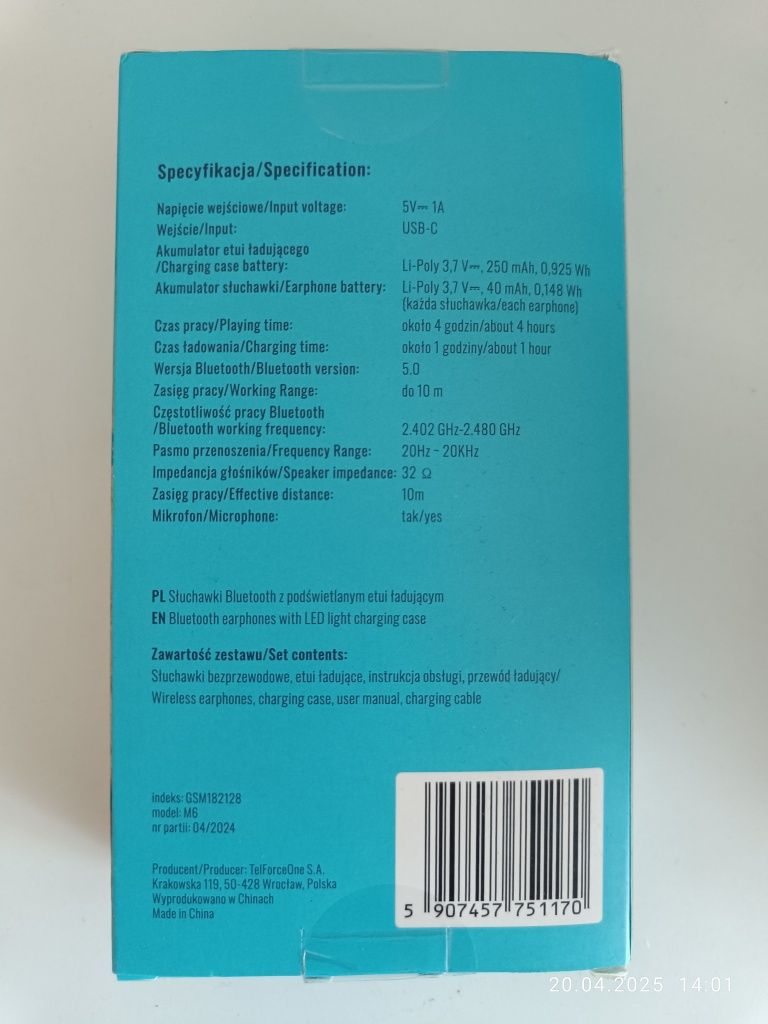 Specyfikacja/Specification:
Napięcie wejściowe/Input voltage: 5V⎓ 1A
Wejście/Input: USB-C
Akumulator etui ładującego
/Charging case battery: Li-Poly 3,7 V⎓, 250 mAh, 0,925 Wh
Akumulator słuchawki/Earphone battery: Li-Poly 3,7 V⎓, 40 mAh, 0,148 Wh
(każda słuchawka/each earphone)
Czas pracy/Playing time: około 4 godzin/about 4 hours
Czas ładowania/Charging time: około 1 godziny/about 1 hour
Wersja Bluetooth/Bluetooth version: 5.0
Zasięg pracy/Working Range: do 10 m
Częstotliwość pracy Bluetooth
/Bluetooth working frequency: 2.402 GHz-2.480 GHz
Pasmo przenoszenia/Frequency Range: 20Hz ~ 20KHz
Impedancja głośników/Speaker impedance: 32 Ω
Zasięg pracy/Effective distance: 10m
Mikrofon/Microphone: tak/yes
PL Słuchawki Bluetooth z podświetlanym etui ładującym
EN Bluetooth earphones with LED light charging case
Zawartość zestawu/Set contents:
Słuchawki bezprzewodowe, etui ładujące, instrukcja obsługi, przewód ładujący/
Wireless earphones, charging case, user manual, charging cable
indeks: GSM182128
model: M6
nr partii: 04/2024
Producent/Producer: TelForceOne S.A.
Krakowska 119, 50-428 Wrocław, Polska
Wyprodukowano w Chinach
Made in China
5 907457 751170
20.04.2025 14:01